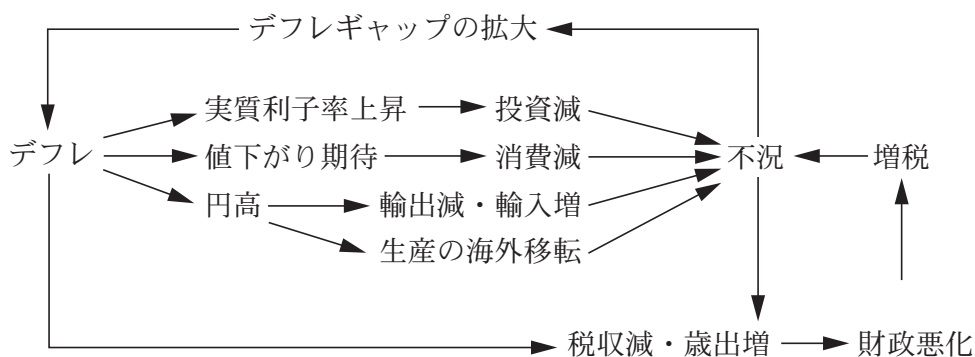 デフレギャップの拡大
実質利子率上昇 投資減
デフレ 値下がり期待 消費減 不況 増税
円高 輸出減・輸入増
生産の海外移転
税収減・歳出増 財政悪化